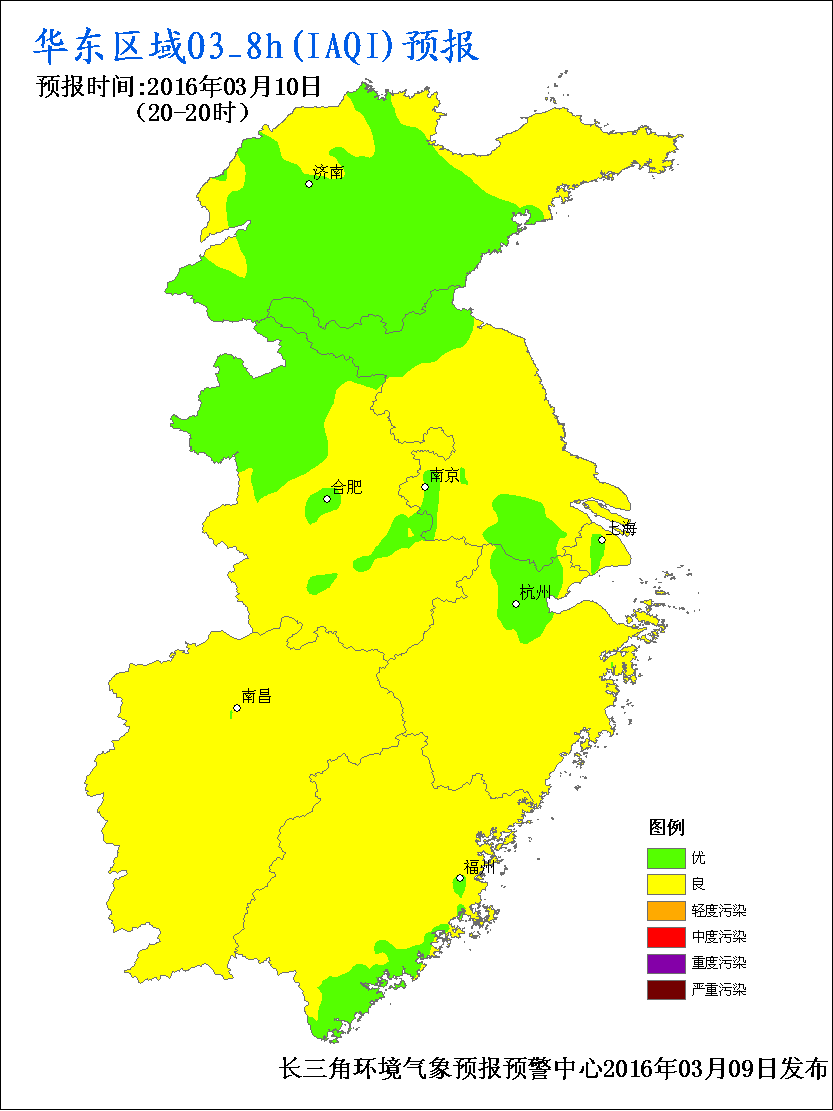 华东区域O3_8h(IAQI)预报
预报时间:2016年03月10日
(20-20时)
济南
合肥
南京
上海
杭州
南昌
福州
图例
优
良
轻度污染
中度污染
重度污染
严重污染
长三角环境气象预报预警中心2016年03月09日发布